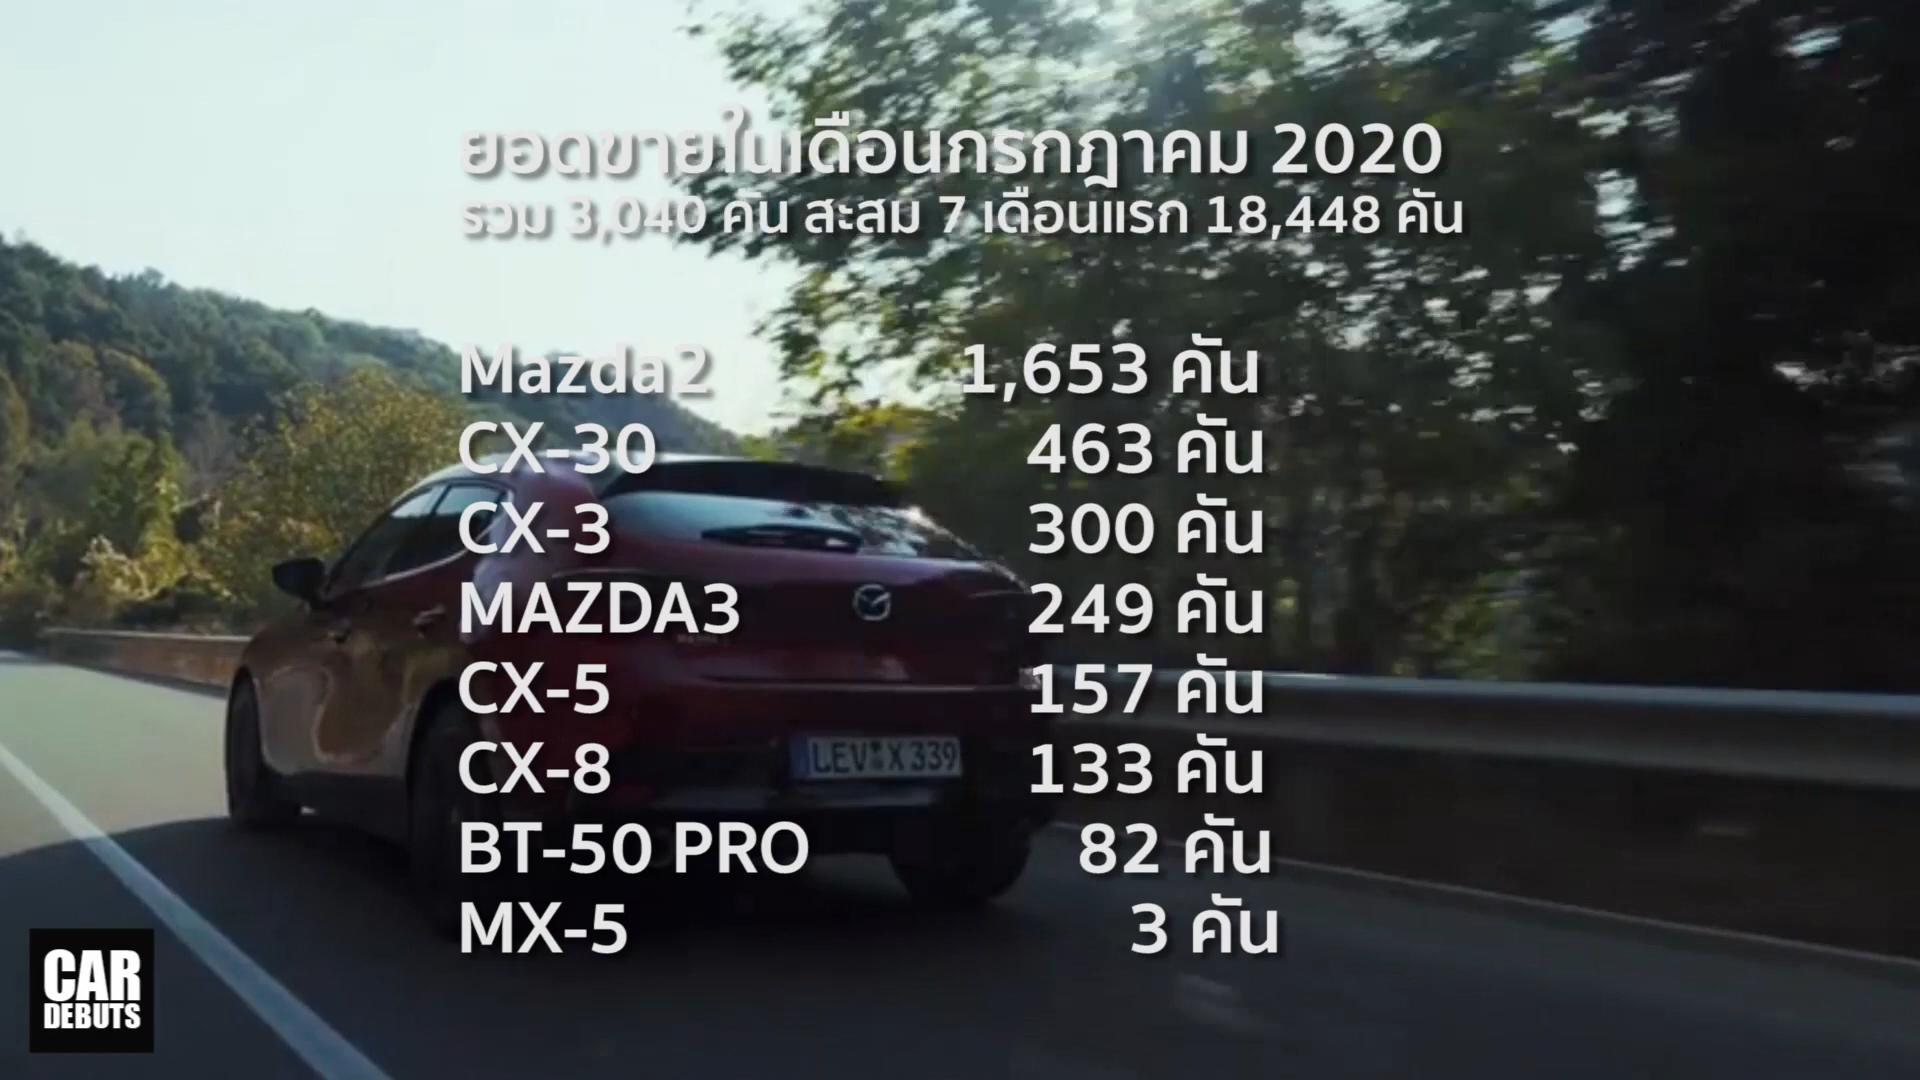 ยอดขายในเดือนกรกฎาคม 2020
รวม 3,040 คัน สะสม 7 เดือนแรก 18,448 คัน
Mazda2 1,653 คัน
CX-30 463 คัน
CX-3 300 คัน
MAZDA3 249 คัน
CX-5 157 คัน
CX-8 133 คัน
BT-50 PRO 82 คัน
MX-5 3 คัน
LEV X 339
CAR
DEBUTS